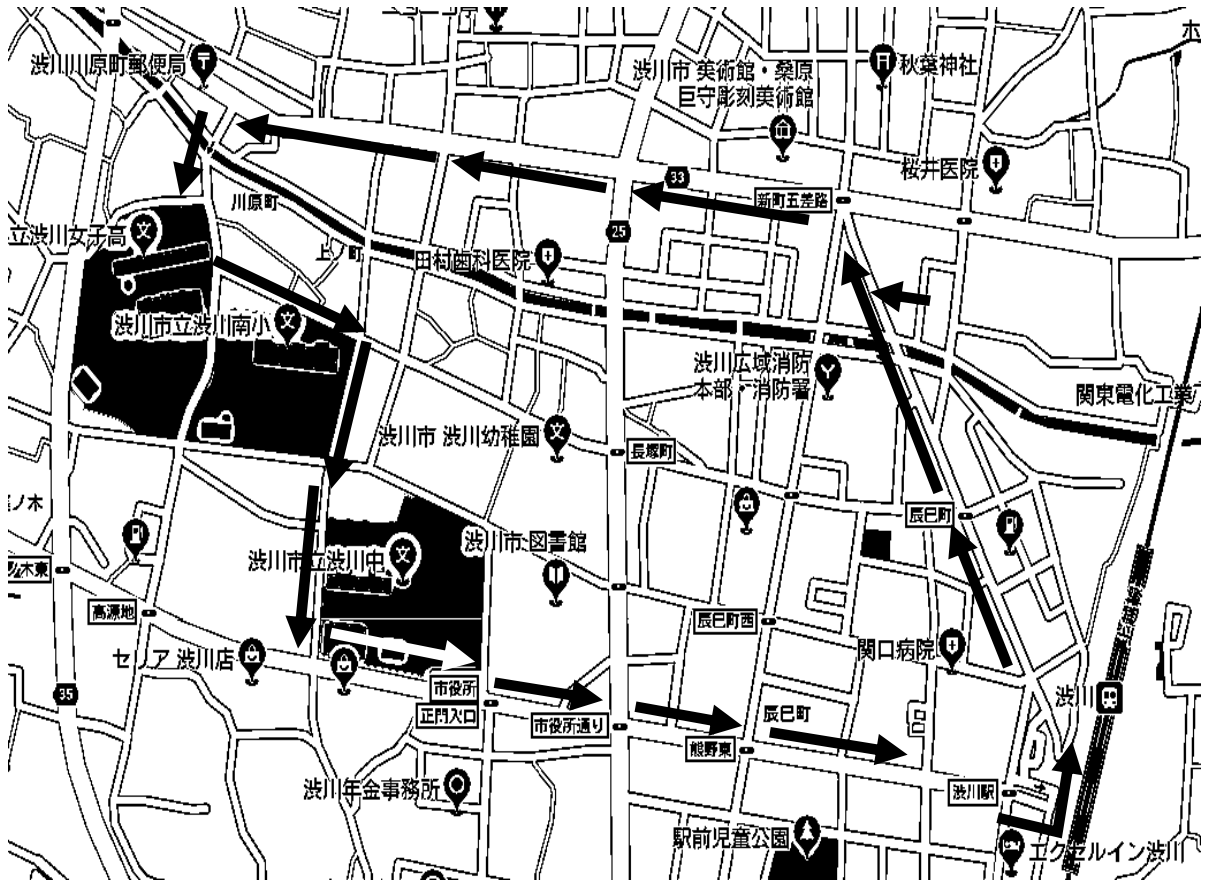 渋川川原町郵便局
渋川市 美術館・桑原
巨守彫刻美術館
秋葉神社
ホ
桜井医院
33
新町五差路
川原町
立渋川女子高
25
上ノ町
田村歯科医院
渋川市立渋川南小
渋川広域消防
本部・消防署
関東電化工業
渋川市 渋川幼稚園
長塚町
ノ木
辰巳町
渋川市 図書館
渋川市立渋川中
木東
高源地
辰巳町西
関口病院
セリア 渋川店
市役所
正門入口
35
渋川
辰巳町
市役所通り
熊野東
渋川年金事務所
渋川駅
駅前児童公園
エクセルイン渋川